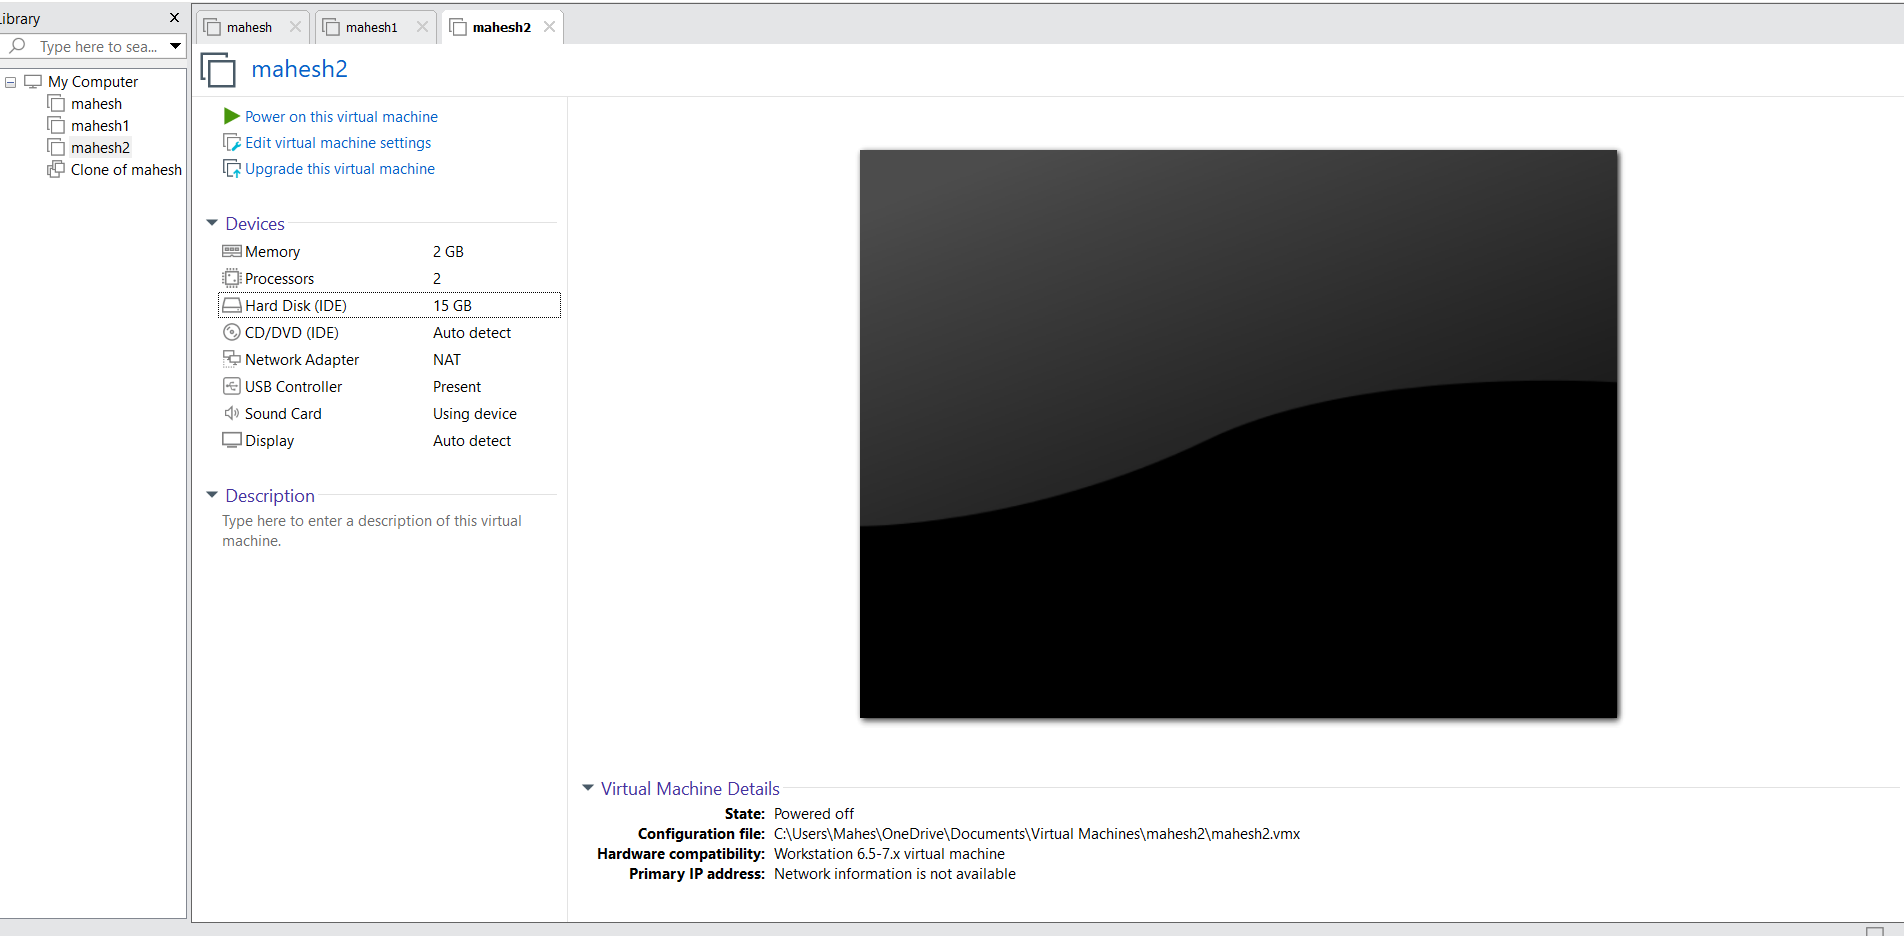 Library
Type here to sea...
My Computer
mahesh
mahesh1
mahesh2
Clone of mahesh
mahesh
mahesh1
mahesh2
mahesh2
Power on this virtual machine
Edit virtual machine settings
Upgrade this virtual machine
Devices
Memory 2 GB
Processors 2
Hard Disk (IDE) 15 GB
CD/DVD (IDE) Auto detect
Network Adapter NAT
USB Controller Present
Sound Card Using device
Display Auto detect
Description
Type here to enter a description of this virtual
machine.
Virtual Machine Details
State: Powered off
Configuration file: C:\Users\Mahes\OneDrive\Documents\Virtual Machines\mahesh2\mahesh2.vmx
Hardware compatibility: Workstation 6.5-7.x virtual machine
Primary IP address: Network information is not available